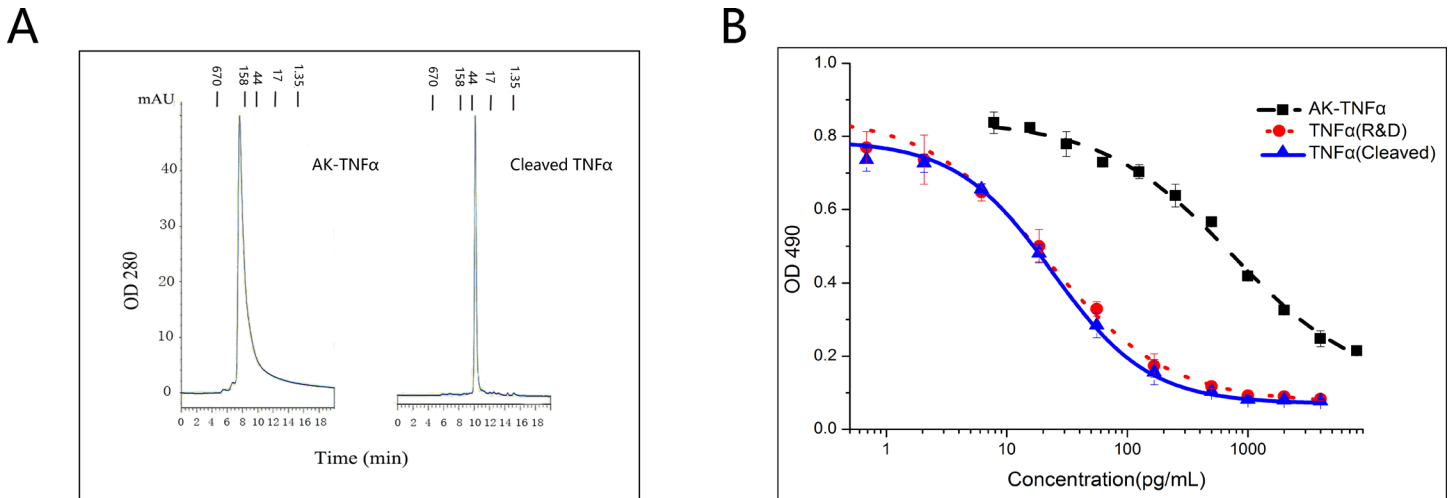 A
670
158
44
17
1.35
670
158
44
17
1.35
mAU
40
30
20
10
0
OD 280
AK-TNFα
Cleaved TNFα
0 2 4 6 8 10 12 14 16 18
0 2 4 6 8 10 12 14 16 18
Time (min)
B
1.0
0.8
0.6
0.4
0.2
0.0
OD 490
AK-TNFα
TNFα(R&D)
TNFα(Cleaved)
1 10 100 1000
Concentration(pg/mL)